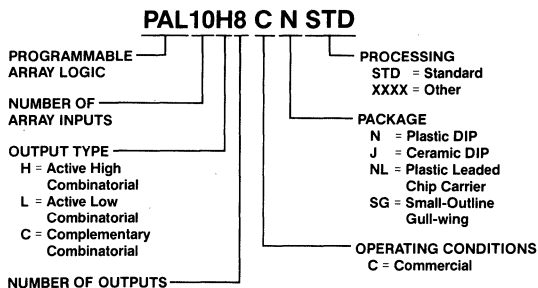 PAL10H8 C N STD
PROGRAMMABLE
ARRAY LOGIC
NUMBER OF
ARRAY INPUTS
OUTPUT TYPE
H = Active High
Combinatorial
L = Active Low
Combinatorial
C = Complementary
Combinatorial
NUMBER OF OUTPUTS
PROCESSING
STD = Standard
XXXX = Other
PACKAGE
N = Plastic DIP
J = Ceramic DIP
NL = Plastic Leaded
Chip Carrier
SG = Small-Outline
Gull-wing
OPERATING CONDITIONS
C = Commercial